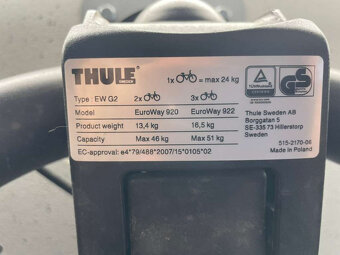 THULE
SWEDEN
1x = max 24 kg
Type: EW G2 2x 3x
Model EuroWay 920 EuroWay 922
Product weight 13,4 kg 16,5 kg
Capacity Max 46 kg Max 51 kg
EC-approval: e4*79/488*2007/15*0105*02
GS
Thule Sweden AB
Borggatan 5
SE-335 73 Hillerstorp
Sweden
515-2170-06
Made in Poland